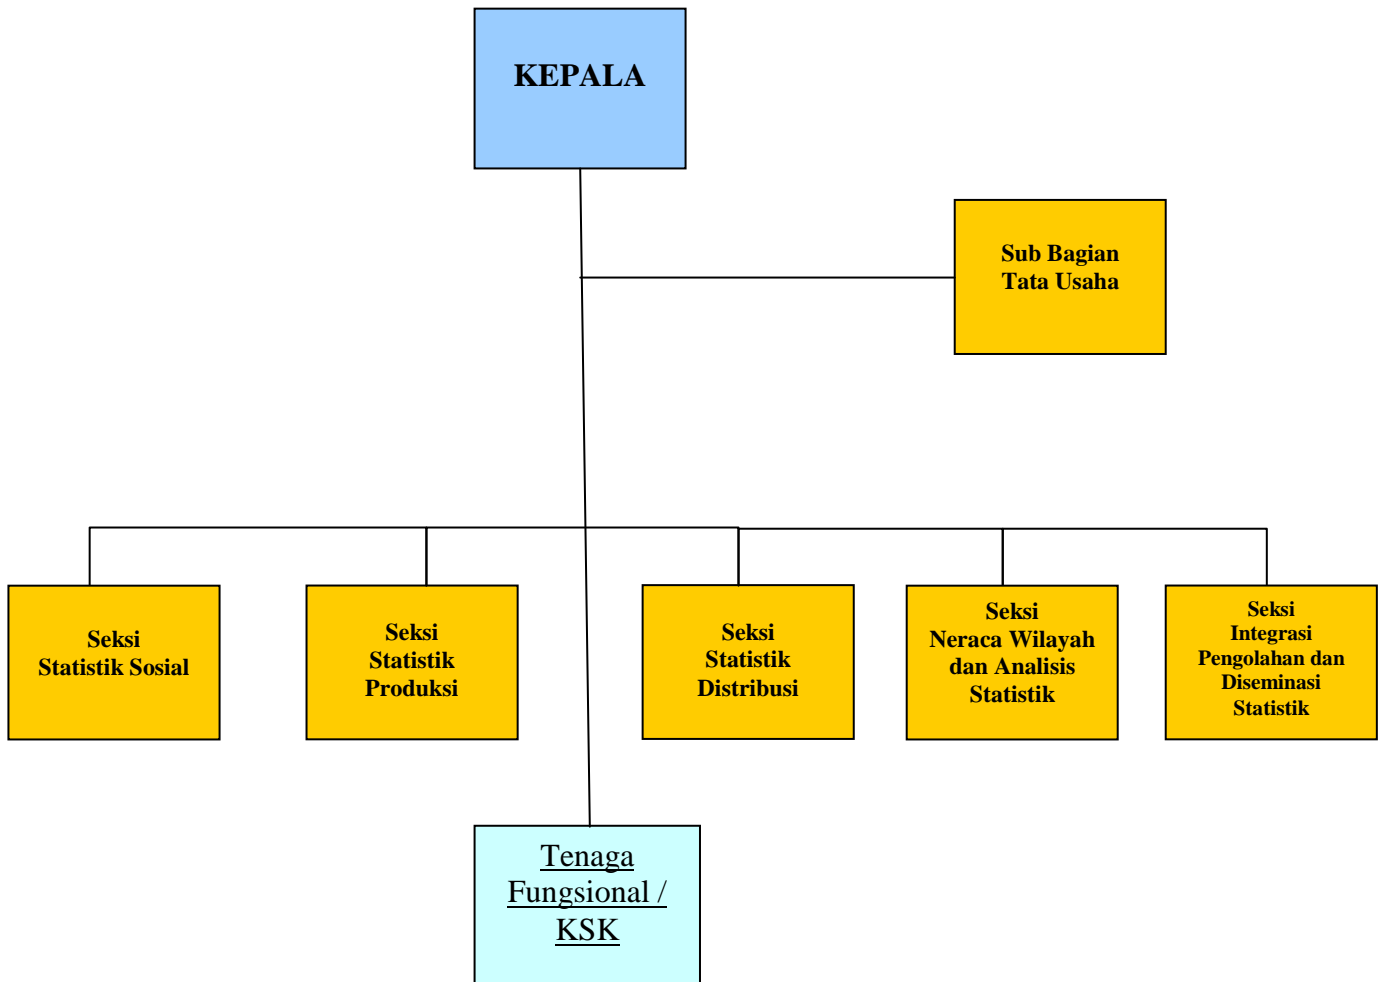 KEPALA
Sub Bagian
Tata Usaha
Seksi
Statistik Sosial
Seksi
Statistik
Produksi
Seksi
Statistik
Distribusi
Seksi
Neraca Wilayah
dan Analisis
Statistik
Seksi
Integrasi
Pengolahan dan
Diseminasi
Statistik
Tenaga
Fungsional /
KSK